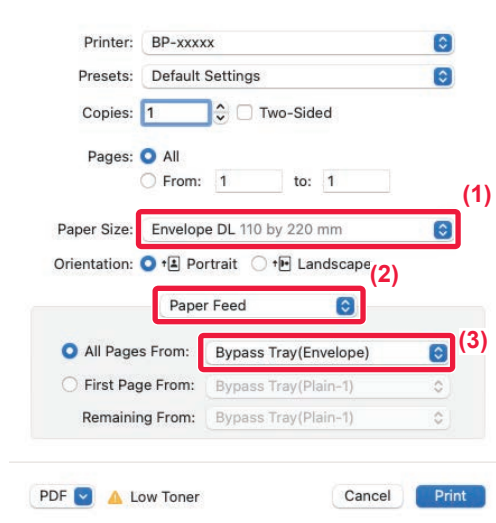 Printer: BP-xxxxx
Presets: Default Settings
Copies: 1 Two-Sided
Pages: All
From: 1 to: 1
(1)
Paper Size: Envelope DL 110 by 220 mm
Orientation: Portrait Landscape
(2)
Paper Feed
(3)
All Pages From: Bypass Tray(Envelope)
First Page From: Bypass Tray(Plain-1)
Remaining From: Bypass Tray(Plain-1)
PDF Low Toner Cancel Print